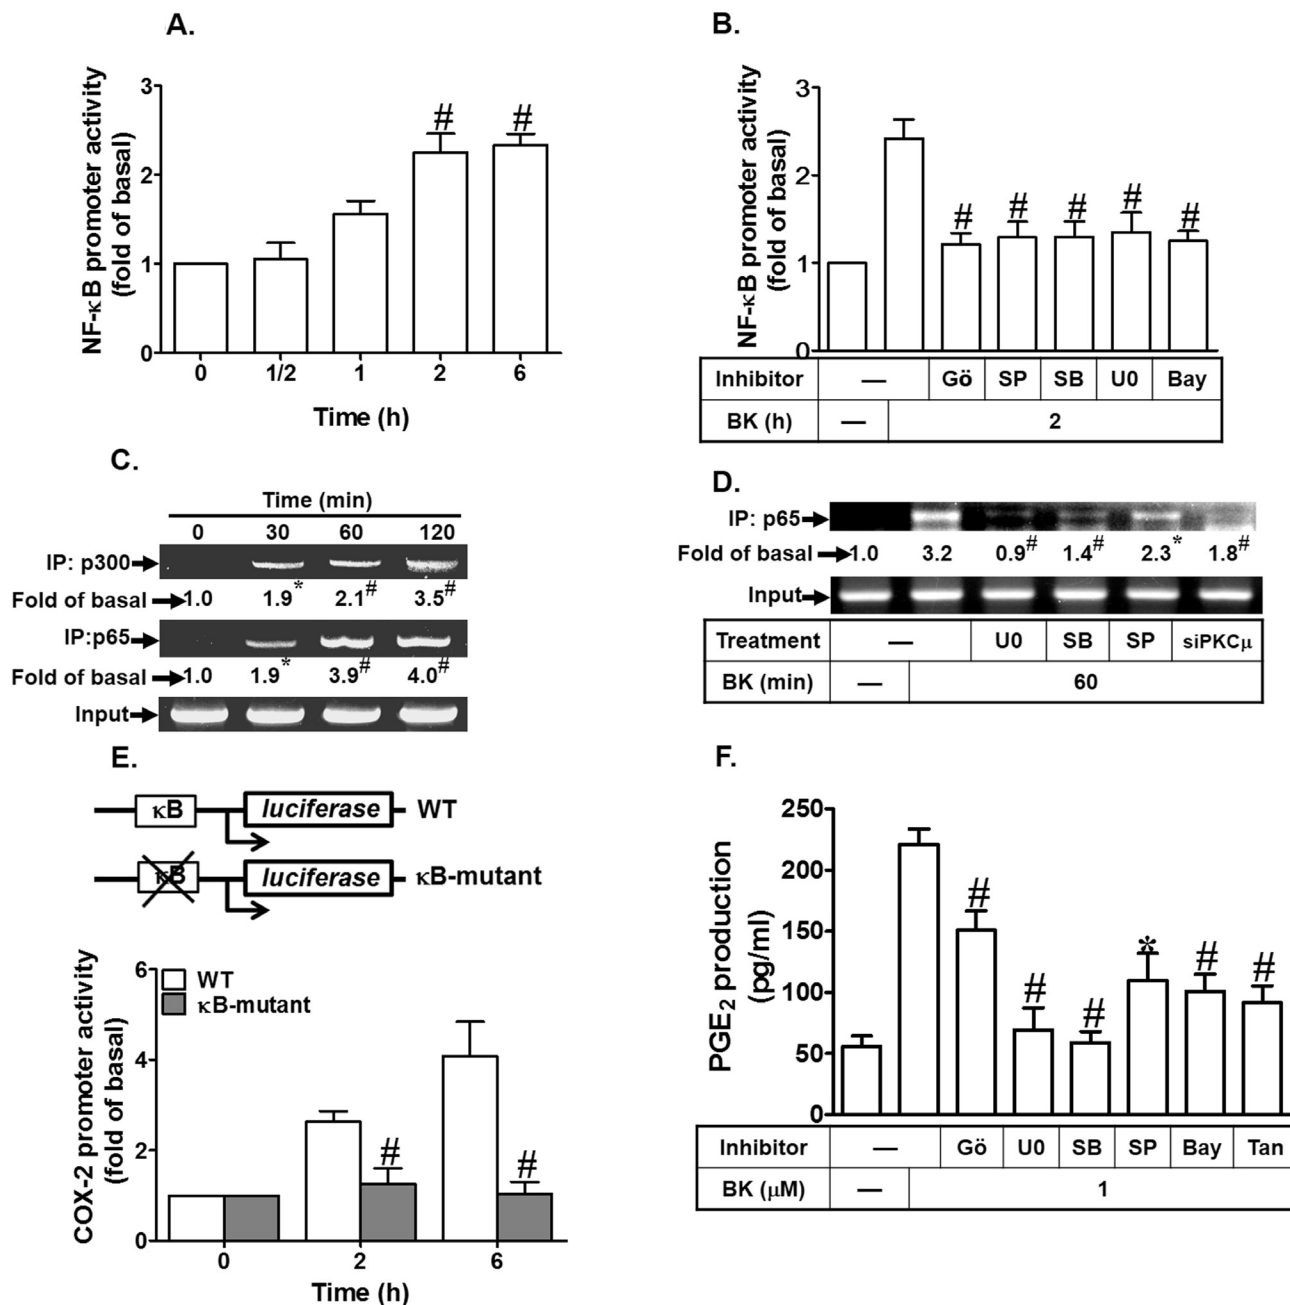 A.
NF-κB promoter activity
(fold of basal)
3
2
1
0
# #
0 1/2 1 2 6
Time (h)
B.
NF-κB promoter activity
(fold of basal)
3
2
1
0
# # # # #
Inhibitor — Gö SP SB U0 Bay
BK (h) — 2
C.
Time (min)
0 30 60 120
IP: p300
Fold of basal 1.0 1.9* 2.1# 3.5#
IP:p65
Fold of basal 1.0 1.9* 3.9# 4.0#
Input
D.
IP: p65
Fold of basal 1.0 3.2 0.9# 1.4# 2.3* 1.8#
Input
Treatment — U0 SB SP siPKCμ
BK (min) — 60
E.
κB luciferase WT
κB luciferase κB-mutant
COX-2 promoter activity
(fold of basal)
6
4
2
0
WT
κB-mutant
# #
0 2 6
Time (h)
F.
PGE2 production
(pg/ml)
250
200
150
100
50
0
# # # * # #
Inhibitor — Gö U0 SB SP Bay Tan
BK (μM) — 1